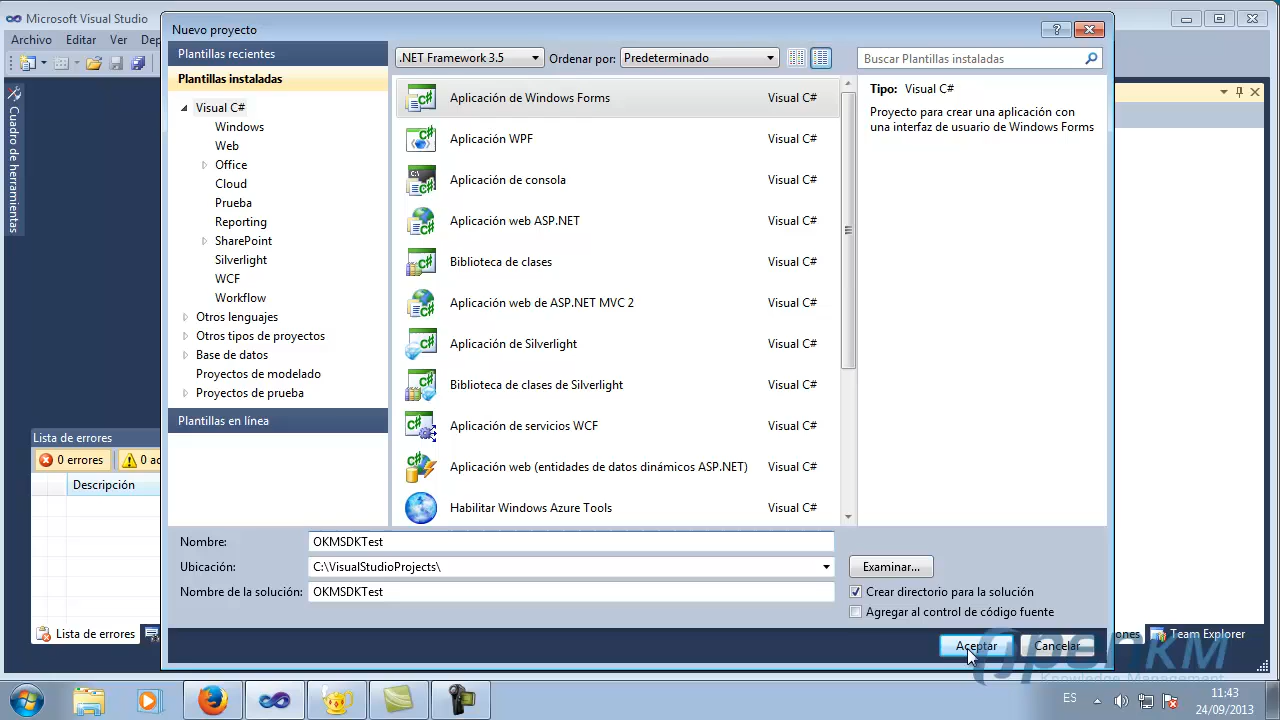 Microsoft Visual Studio
Archivo Editar Ver
Cuadro de herramientas
Nuevo proyecto
Plantillas recientes
Plantillas instaladas
Visual C#
Windows
Web
Office
Cloud
Prueba
Reporting
SharePoint
Silverlight
WCF
Workflow
Otros lenguajes
Otros tipos de proyectos
Base de datos
Proyectos de modelado
Proyectos de prueba
Plantillas en línea
.NET Framework 3.5 Ordenar por: Predeterminado
Buscar Plantillas instaladas
Aplicación de Windows Forms Visual C#
Aplicación WPF Visual C#
Aplicación de consola Visual C#
Aplicación web ASP.NET Visual C#
Biblioteca de clases Visual C#
Aplicación web de ASP.NET MVC 2 Visual C#
Aplicación de Silverlight Visual C#
Biblioteca de clases de Silverlight Visual C#
Aplicación de servicios WCF Visual C#
Aplicación web (entidades de datos dinámicos ASP.NET) Visual C#
Habilitar Windows Azure Tools Visual C#
Tipo: Visual C#
Proyecto para crear una aplicación con
una interfaz de usuario de Windows Forms
Nombre: OKMSDKTest
Ubicación: C:\VisualStudioProjects\
Examinar...
Nombre de la solución: OKMSDKTest
Crear directorio para la solución
Agregar al control de código fuente
Aceptar Cancelar
Lista de errores
0 errores
Descripción
Lista de errores
Team Explorer
openKM
Knowledge Management
ES
11:43
24/09/2013